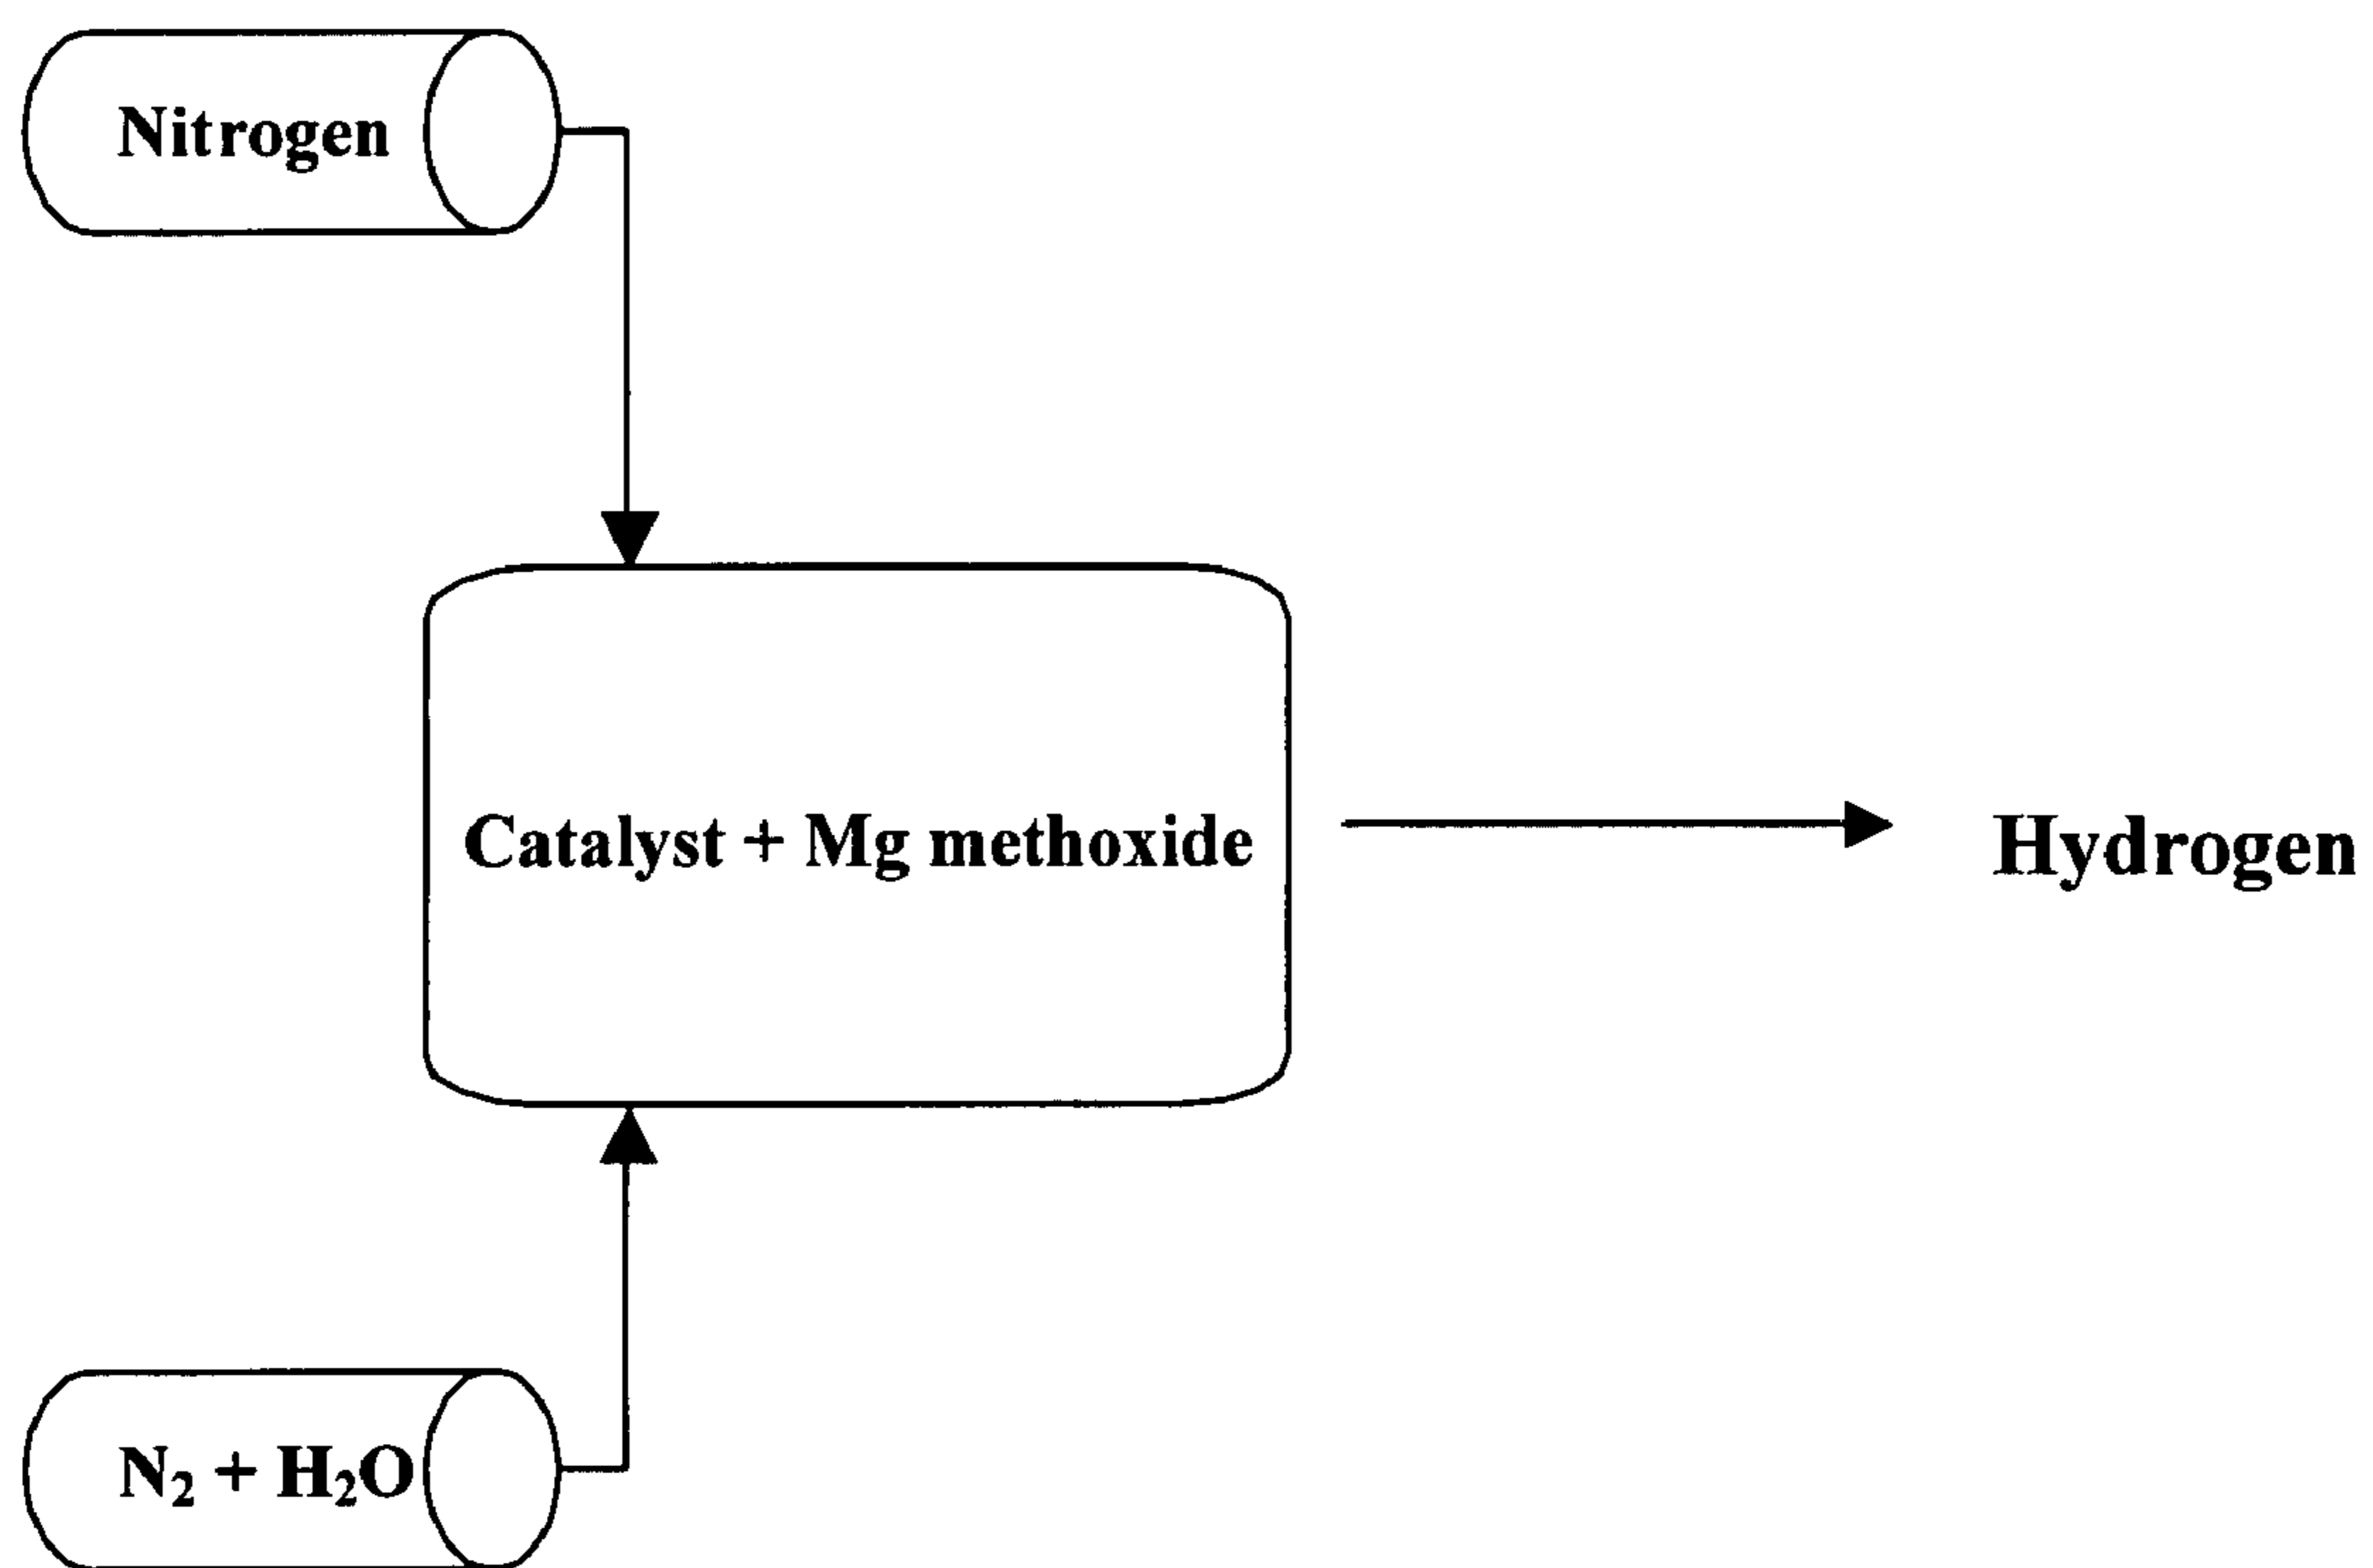 Nitrogen
Catalyst + Mg methoxide
Hydrogen
N₂ + H₂O